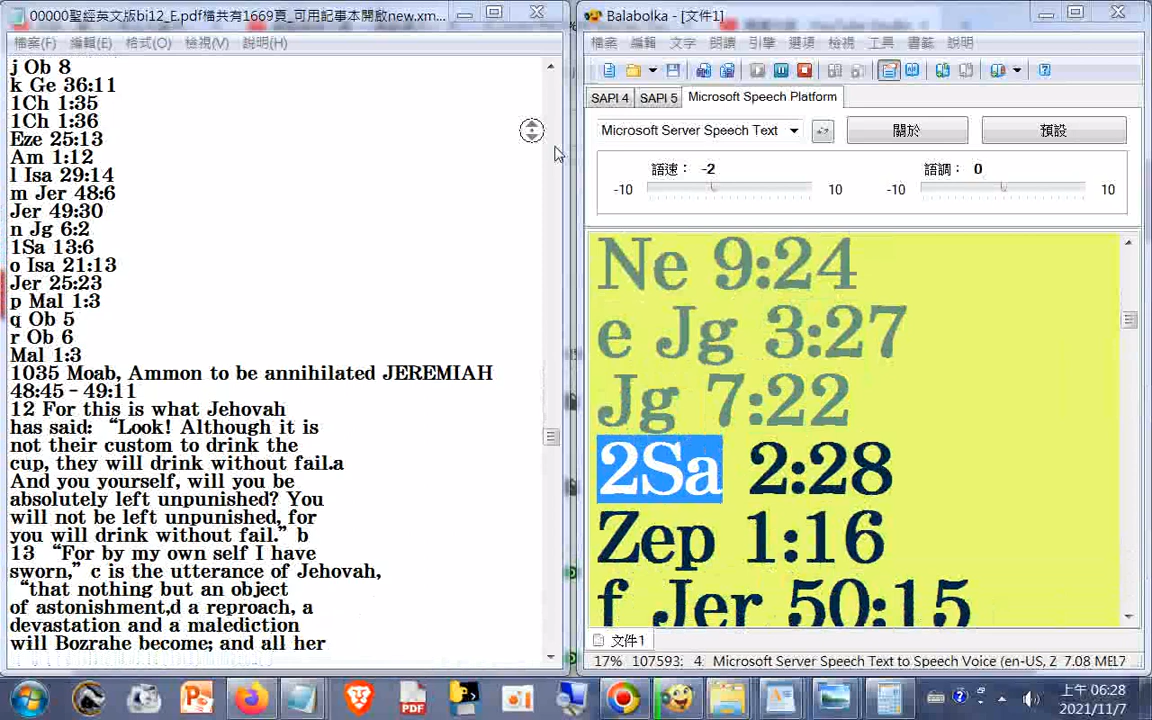 00000聖經英文版bi12_E.pdf檔共有1669頁_可用記事本開啟new.xm...
檔案(F) 編輯(E) 格式(O) 檢視(V) 說明(H)
j Ob 8
k Ge 36:11
1Ch 1:35
1Ch 1:36
Eze 25:13
Am 1:12
l Isa 29:14
m Jer 48:6
Jer 49:30
n Jg 6:2
1Sa 13:6
o Isa 21:13
Jer 25:23
p Mal 1:3
q Ob 5
r Ob 6
Mal 1:3
1035 Moab, Ammon to be annihilated JEREMIAH
48:45 - 49:11
12 For this is what Jehovah
has said: “Look! Although it is
not their custom to drink the
cup, they will drink without fail.a
And you yourself, will you be
absolutely left unpunished? You
will not be left unpunished, for
you will drink without fail.” b
13 “For by my own self I have
sworn,” c is the utterance of Jehovah,
“that nothing but an object
of astonishment,d a reproach, a
devastation and a malediction
will Bozrahe become; and all her
Balabolka - [文件1]
檔案 編輯 文字 朗讀 引擎 選項 檢視 工具 書籤 說明
SAPI 4 SAPI 5 Microsoft Speech Platform
Microsoft Server Speech Text 關於 預設
語速： -2 語調： 0
-10 10 -10 10
Ne 9:24
e Jg 3:27
Jg 7:22
2Sa 2:28
Zep 1:16
f Jer 50:15
文件1
17% 107593: 4: Microsoft Server Speech Text to Speech Voice (en-US, Z 7.08 MEL7
PDF
上午 06:28
2021/11/7